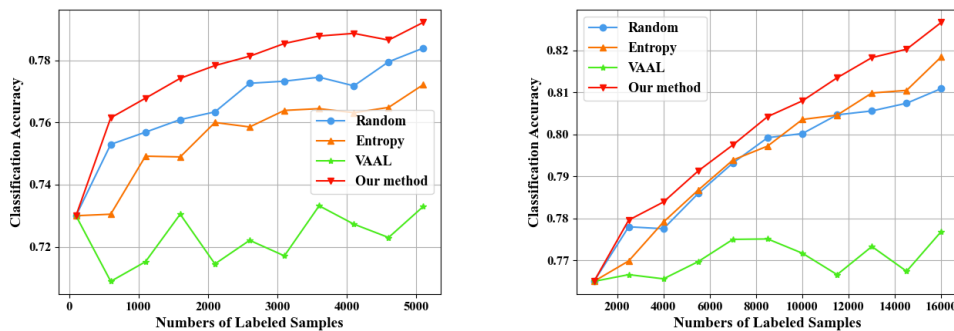 0.78
0.76
0.74
0.72
Classification Accuracy
Random
Entropy
VAAL
Our method
0 1000 2000 3000 4000 5000
Numbers of Labeled Samples
0.82
0.81
0.80
0.79
0.78
0.77
Classification Accuracy
Random
Entropy
VAAL
Our method
2000 4000 6000 8000 10000 12000 14000 16000
Numbers of Labeled Samples